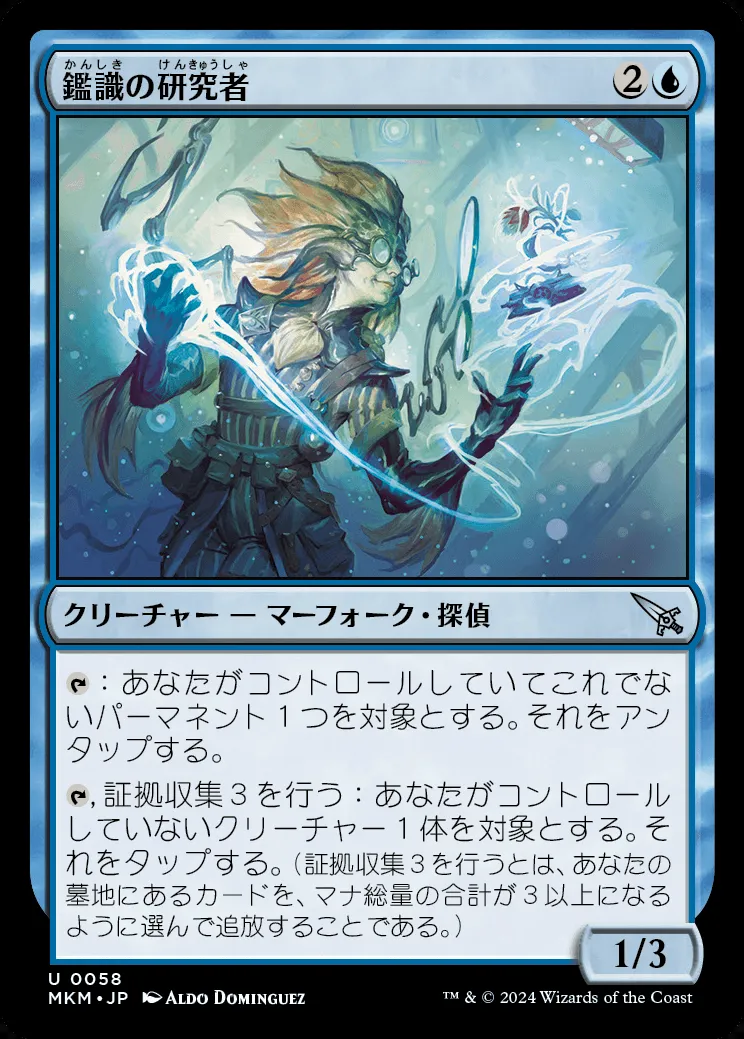 かんしき けんきゅうしゃ
鑑識の研究者 2
クリーチャー — マーフォーク・探偵
：あなたがコントロールしていてこれでな
いパーマネント１つを対象とする。それをアン
タップする。
，証拠収集３を行う：あなたがコントロール
していないクリーチャー１体を対象とする。そ
れをタップする。（証拠収集３を行うとは、あなたの
墓地にあるカードを、マナ総量の合計が３以上になる
ように選んで追放することである。）
1/3
U 0058
MKM • JP ALDO DOMINGUEZ
™ & © 2024 Wizards of the Coast